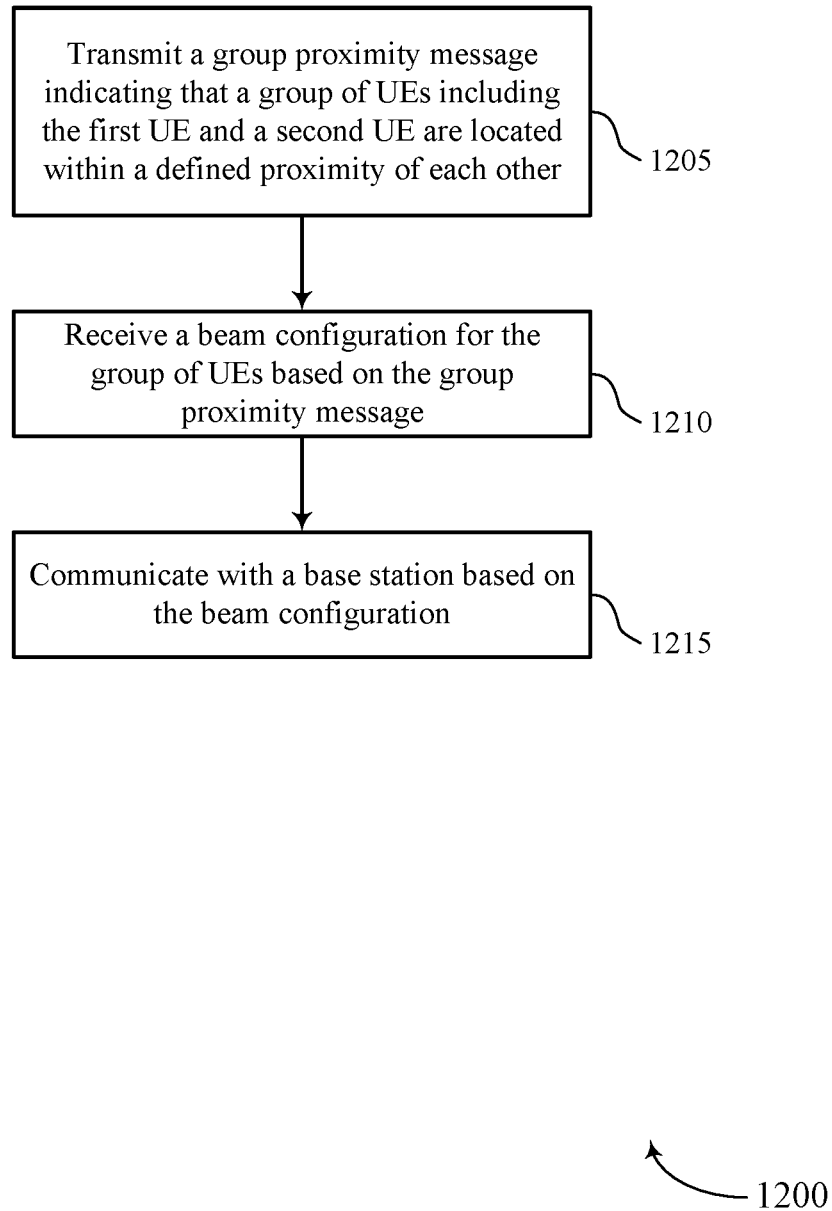 Transmit a group proximity message
indicating that a group of UEs including
the first UE and a second UE are located
within a defined proximity of each other
1205
Receive a beam configuration for the
group of UEs based on the group
proximity message
1210
Communicate with a base station based on
the beam configuration
1215
1200